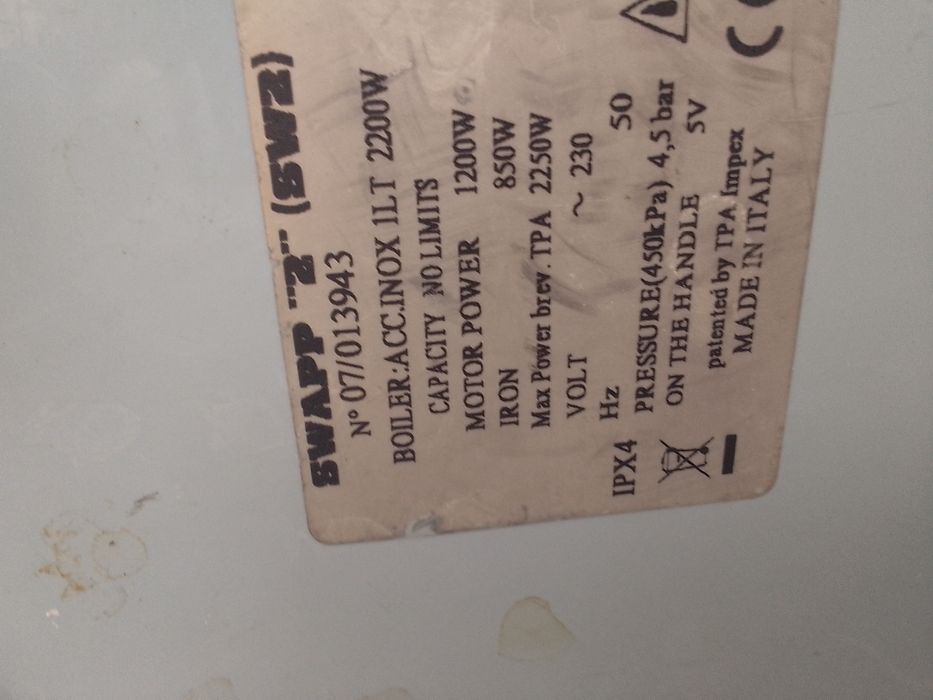 SWAPP "2" (SW2)
N° 07/013943
BOILER:ACC.INOX 1LT 2200W
CAPACITY NO LIMITS
MOTOR POWER 1200W
IRON 850W
Max Power brev. TPA 2250W
VOLT ~ 230
Hz 50
IPX4 PRESSURE(450kPa) 4,5 bar
ON THE HANDLE 5V
patented by TPA Impex
MADE IN ITALY
CE